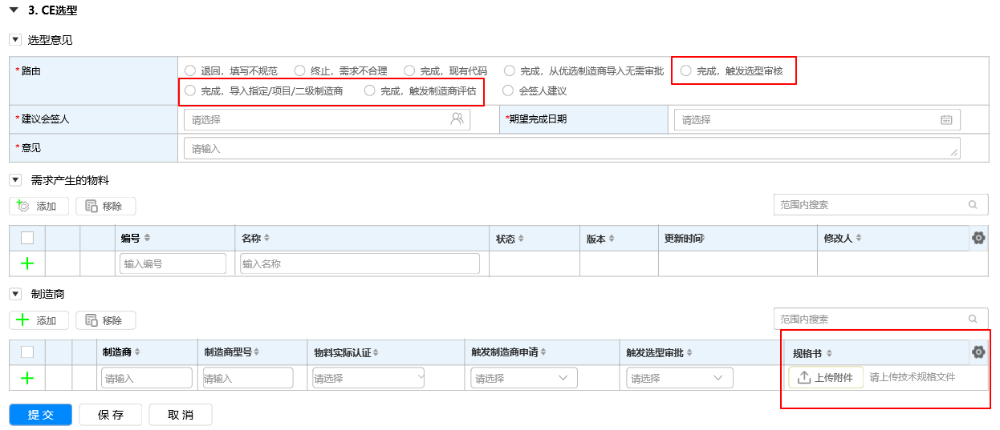 3. CE选型
选型意见
*路由
退回，填写不规范 终止，需求不合理 完成，现有代码 完成，从优选制造商导入无需审批 完成，触发选型审核
完成，导入指定/项目/二级制造商 完成，触发制造商评估 会签人建议
*建议会签人 请选择 *期望完成日期 请选择
*意见 请输入
需求产生的物料
添加 移除 范围内搜索
编号 名称 状态 版本 更新时间 修改人
输入编号 输入名称
制造商
添加 移除 范围内搜索
制造商 制造商型号 物料实际认证 触发制造商申请 触发选型审批 规格书
请输入 请输入 请选择 请选择 请选择 上传附件 请上传技术规格文件
提交 保存 取消